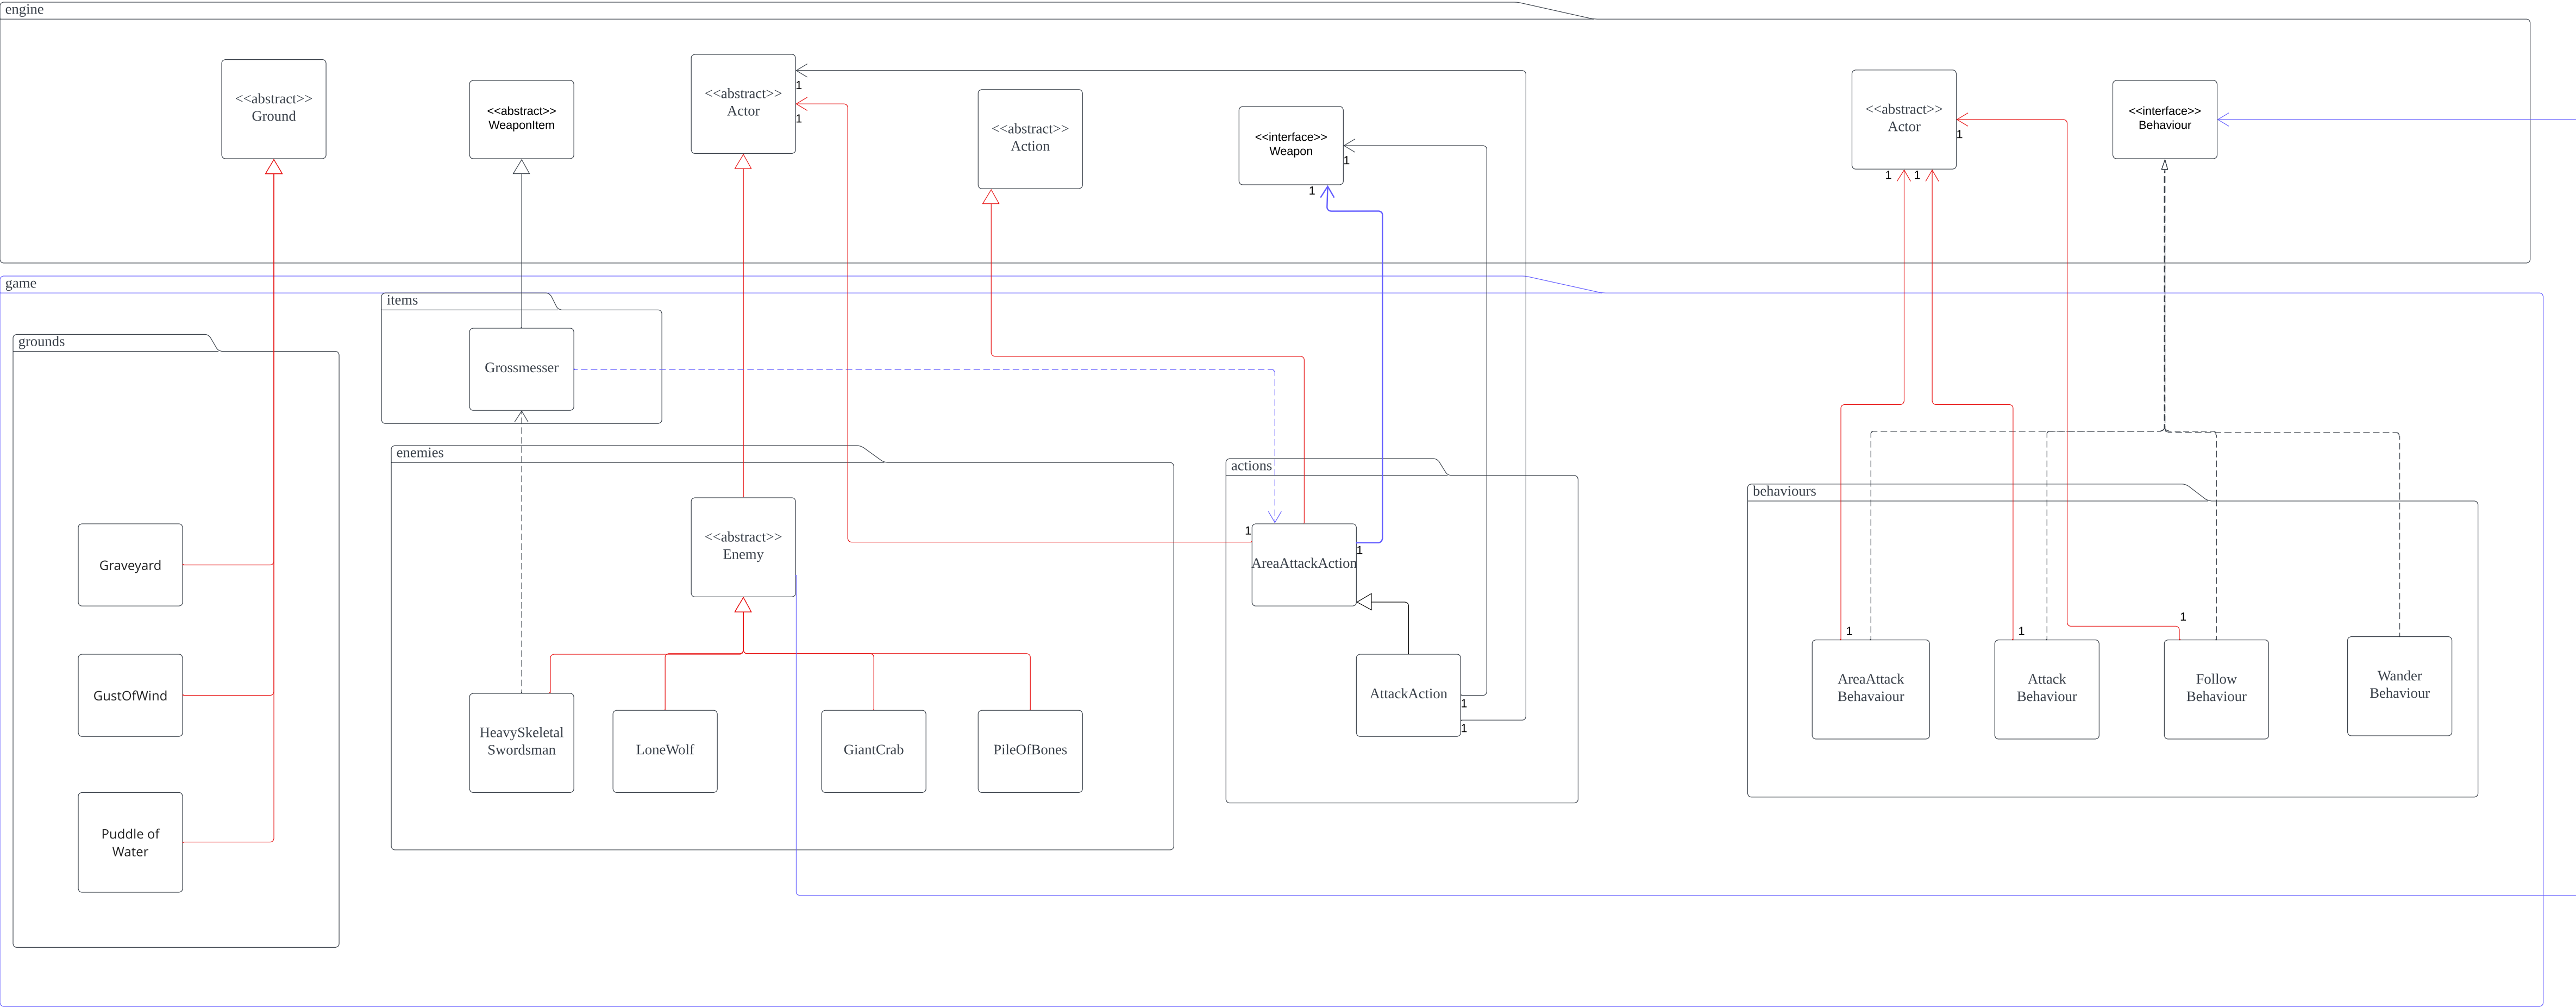 engine
<<abstract>>
Ground
<<abstract>>
WeaponItem
<<abstract>>
Actor
1
1
<<abstract>>
Action
<<interface>>
Weapon
1
1
<<abstract>>
Actor
1
1
1
<<interface>>
Behaviour
game
items
Grossmesser
grounds
Graveyard
GustOfWind
Puddle of
Water
enemies
<<abstract>>
Enemy
HeavySkeletal
Swordsman
LoneWolf
GiantCrab
PileOfBones
actions
1
AreaAttackAction
1
AttackAction
1
1
behaviours
1
AreaAttack
Behavaiour
1
Attack
Behaviour
1
Follow
Behaviour
Wander
Behaviour